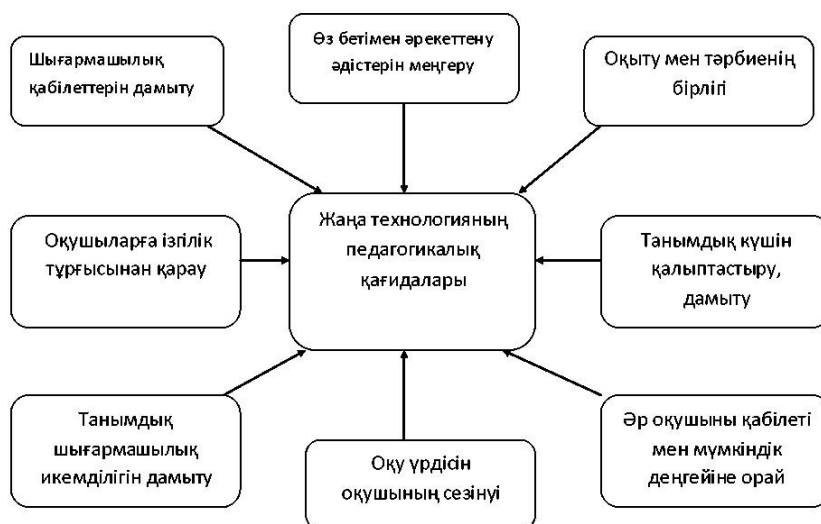 Шығармашылық
қабілеттерін дамыту
Өз бетімен әрекеттену
әдістерін меңгеру
Оқыту мен тәрбиенің
бірлігі
Оқушыларға ізгілік
тұрғысынан қарау
Жаңа технологияның
педагогикалық
қағидалары
Танымдық күшін
қалыптастыру,
дамыту
Танымдық
шығармашылық
икемділігін дамыту
Оқу үрдісін
оқушының сезінуі
Әр оқушыны қабілеті
мен мүмкіндік
деңгейіне орай